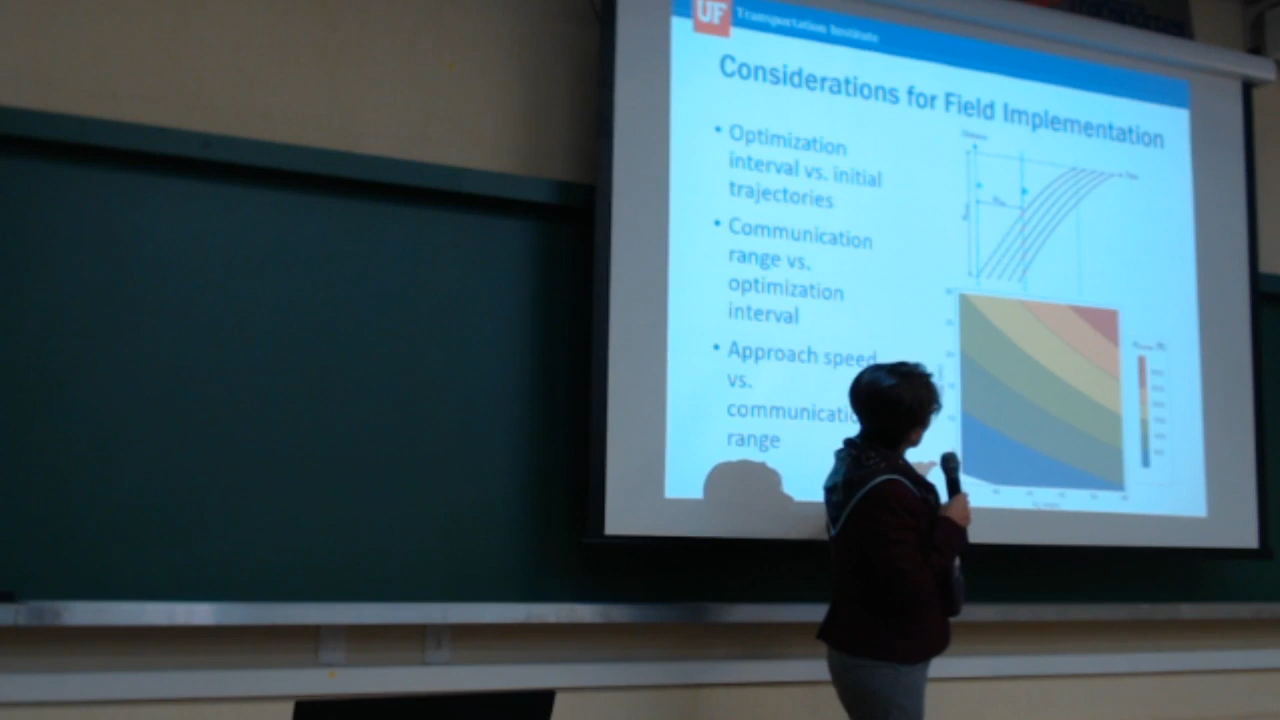 UF Transportation Institute
Considerations for Field Implementation
• Optimization
interval vs. initial
trajectories
• Communication
range vs.
optimization
interval
• Approach speed
vs.
communicatio
range